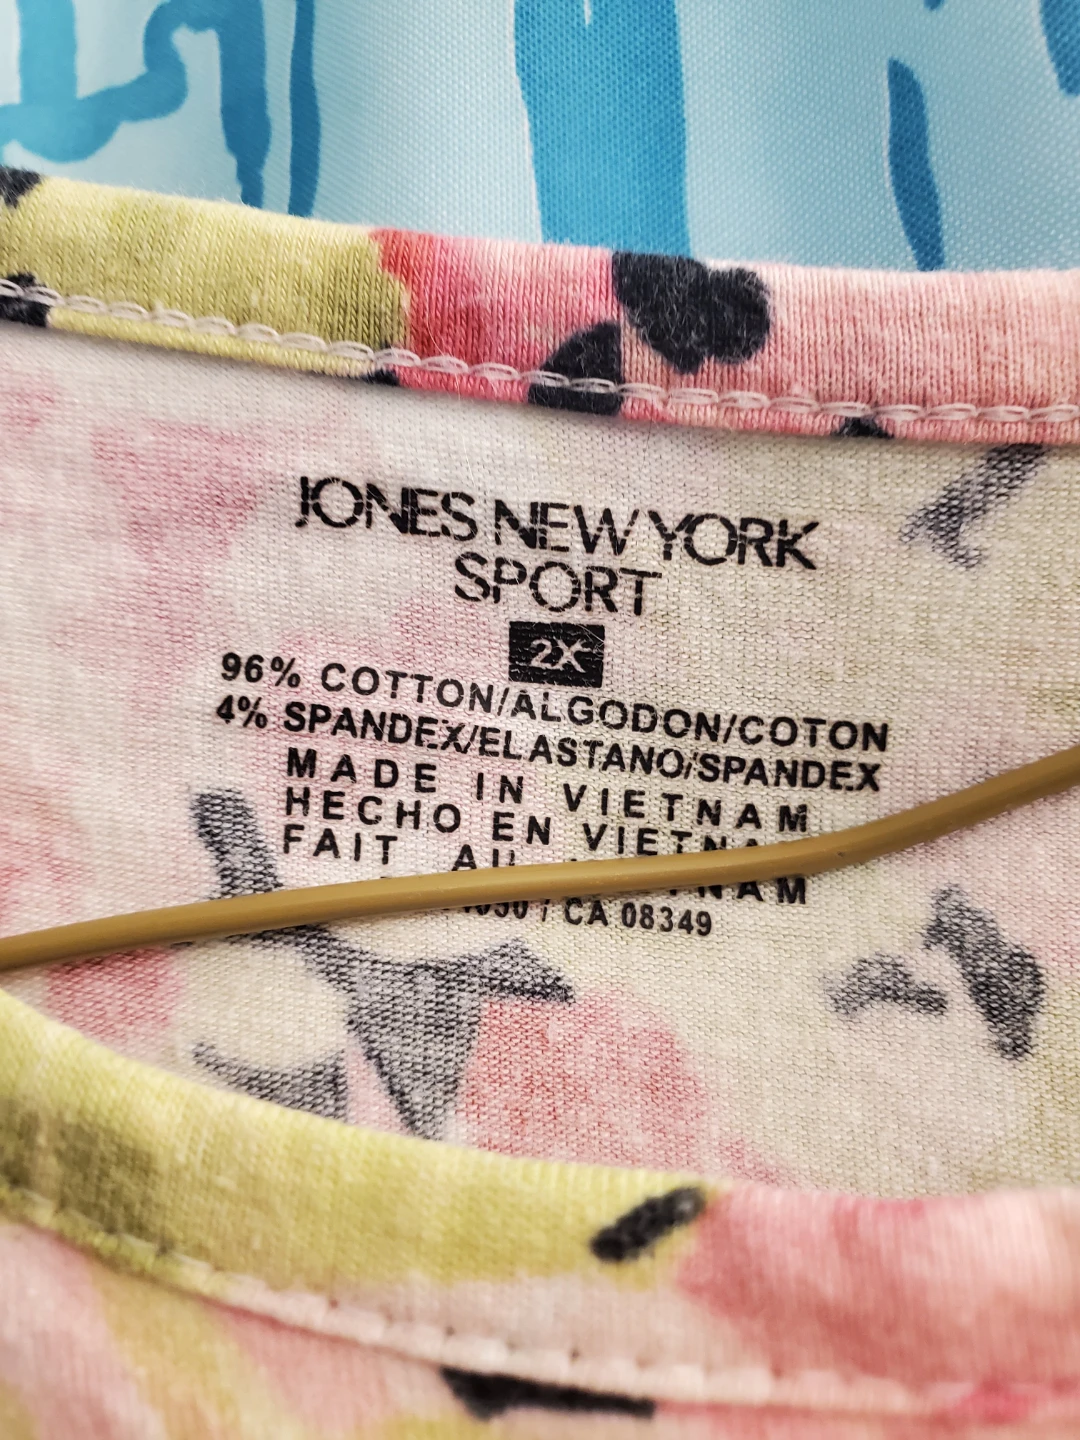 JONES NEW YORK
SPORT
2X
96% COTTON/ALGODON/COTON
4% SPANDEX/ELASTANO/SPANDEX
MADE IN VIETNAM
HECHO EN VIETNAM
FAIT AU
CA 08349